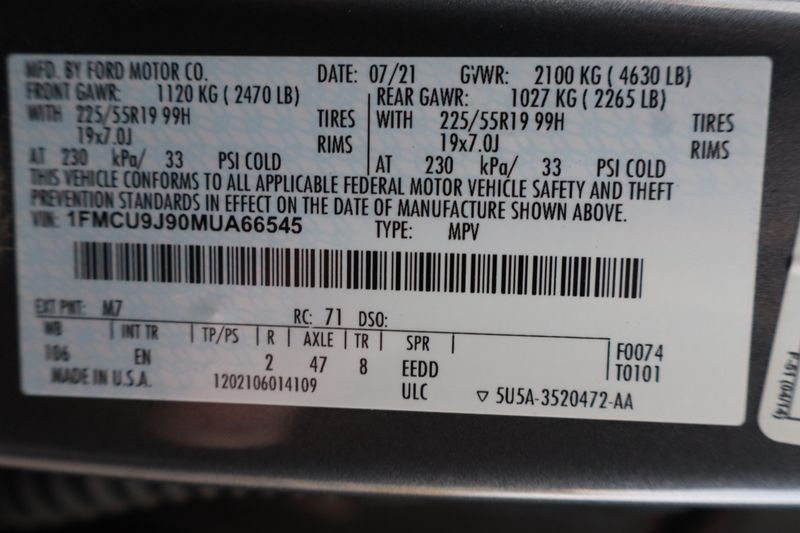 MFD. BY FORD MOTOR CO. DATE: 07/21 GVWR: 2100 KG ( 4630 LB)
FRONT GAWR: 1120 KG ( 2470 LB) REAR GAWR: 1027 KG ( 2265 LB)
WITH 225/55R19 99H TIRES WITH 225/55R19 99H TIRES
19x7.0J RIMS 19x7.0J RIMS
AT 230 kPa/ 33 PSI COLD AT 230 kPa/ 33 PSI COLD
THIS VEHICLE CONFORMS TO ALL APPLICABLE FEDERAL MOTOR VEHICLE SAFETY AND THEFT
PREVENTION STANDARDS IN EFFECT ON THE DATE OF MANUFACTURE SHOWN ABOVE.
VIN: 1FMCU9J90MUA66545 TYPE: MPV
EXT PNT: M7 RC: 71 DSO:
WB INT TR TP/PS R AXLE TR SPR
106 EN 2 47 8 EEDD F0074
ULC T0101
MADE IN U.S.A. 1202106014109 ▽ 5U5A-3520472-AA